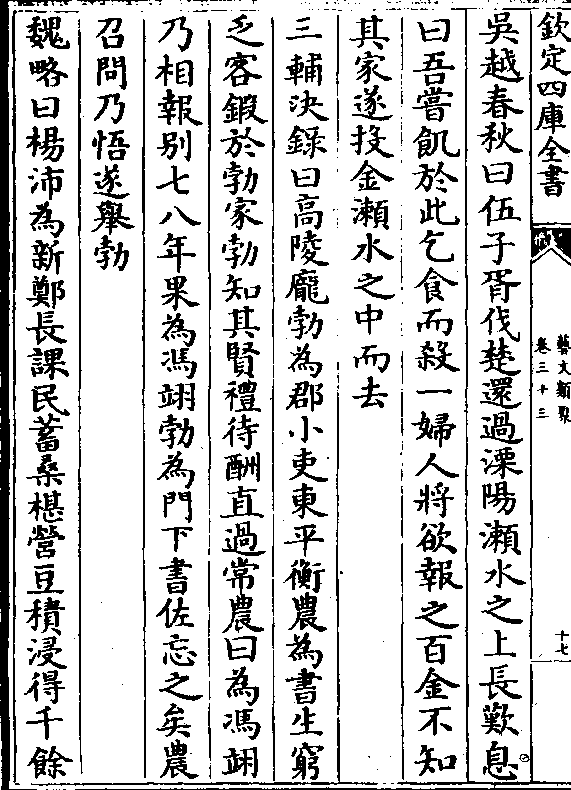 欽定四庫全書
藝文類聚
卷三十三
十七
吳越春秋曰伍子胥伐楚還過溧陽瀬水之上長歎息
曰吾嘗飢於此乞食而殺一婦人將欲報之百金不知
其家遂投金瀬水之中而去
三輔決錄曰高陵龐勃為郡小吏東平衡農為書生窮
乏客鍜於勃家勃知其賢禮待酬直過常農曰為馮翊
乃相報别七八年果為馮翊勃為門下書佐忘之矣農
召問乃悟遂舉勃
魏略曰楊沛為新鄭長課民蓄桑椹營豆積浸得千餘